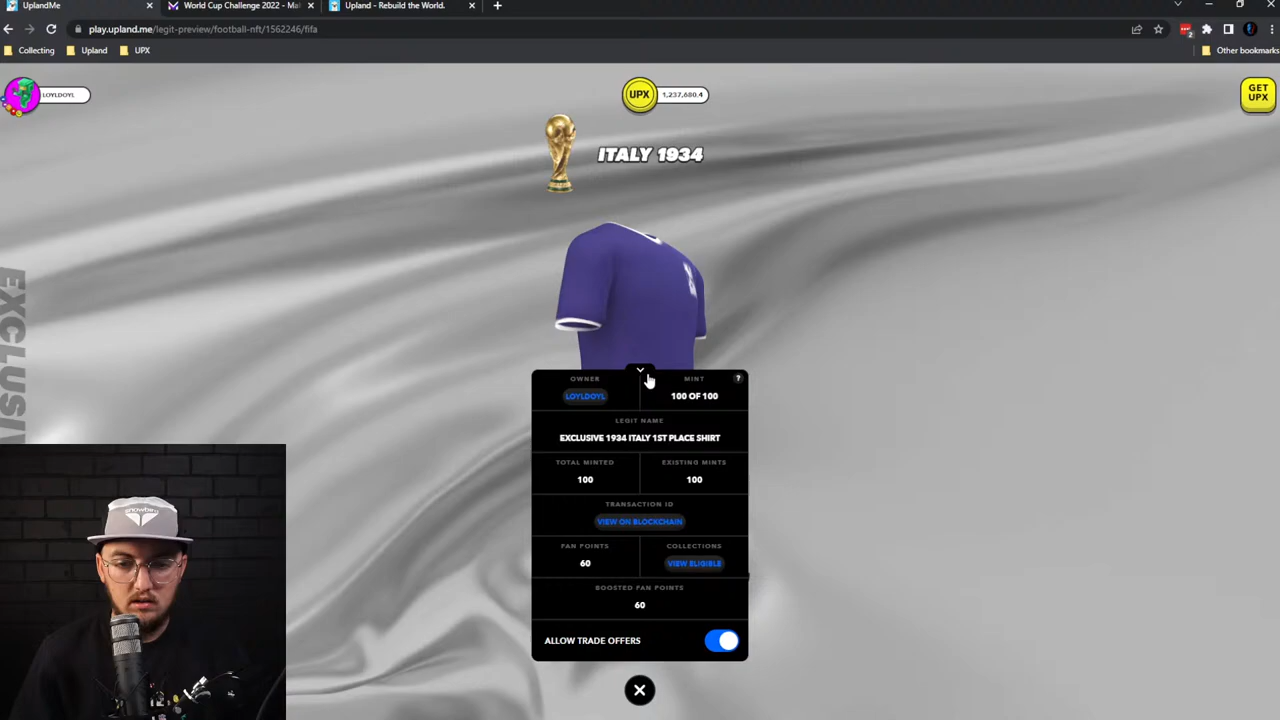 UplandMe
World Cup Challenge 2022 - Ma
Upland - Rebuild the World.
play.upland.me/legit-preview/football-nft/1562246/fifa
Collecting
Upland
UPX
Other bookmarks
LOYLDOYL
UPX
1,237,680.4
GET
UPX
ITALY 1934
EXCLUSIV
OWNER
MINT
?
LOYLDOYL
100 OF 100
LEGIT NAME
EXCLUSIVE 1934 ITALY 1ST PLACE SHIRT
TOTAL MINTED
EXISTING MINTS
100
100
TRANSACTION ID
VIEW ON BLOCKCHAIN
FAN POINTS
COLLECTIONS
60
VIEW ELIGIBLE
BOOSTED FAN POINTS
60
ALLOW TRADE OFFERS